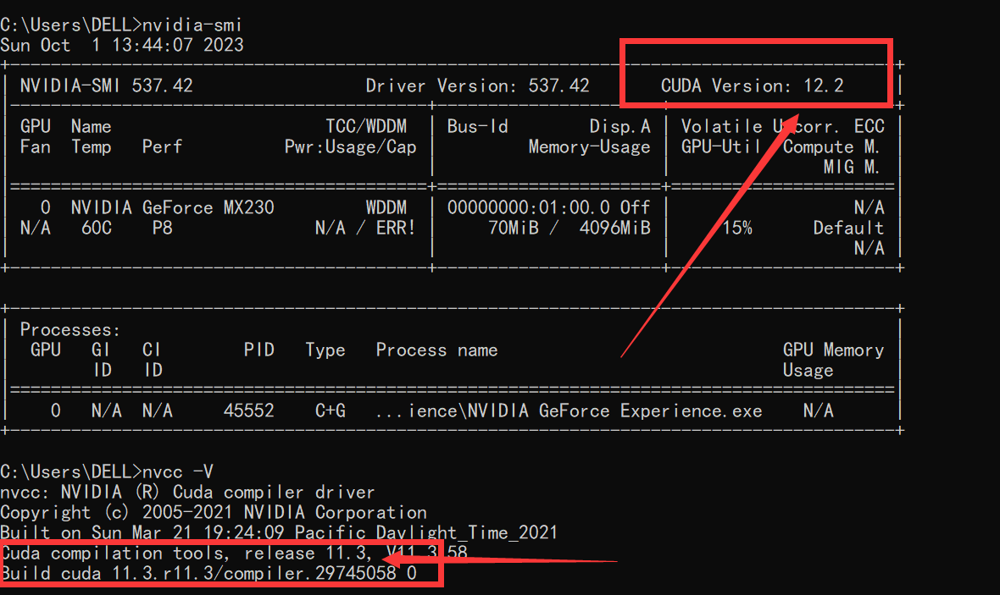 C:\Users\DELL>nvidia-smi
Sun Oct  1 13:44:07 2023
NVIDIA-SMI 537.42 Driver Version: 537.42 CUDA Version: 12.2
GPU Name TCC/WDDM | Bus-Id Disp.A | Volatile Uncorr. ECC
Fan Temp Perf Pwr:Usage/Cap | Memory-Usage | GPU-Util Compute M.
MIG M.
0 NVIDIA GeForce MX230 WDDM | 00000000:01:00.0 Off | N/A
N/A 60C P8 N/A / ERR! | 70MiB / 4096MiB | 15% Default
N/A
Processes:
GPU GI CI PID Type Process name GPU Memory
ID ID Usage
0 N/A N/A 45552 C+G ...ience\NVIDIA GeForce Experience.exe N/A
C:\Users\DELL>nvcc -V
nvcc: NVIDIA (R) Cuda compiler driver
Copyright (c) 2005-2021 NVIDIA Corporation
Built on Sun Mar 21 19:24:09 Pacific Daylight_Time_2021
Cuda compilation tools, release 11.3, V11.3.58
Build cuda 11.3.r11.3/compiler.29745058 0